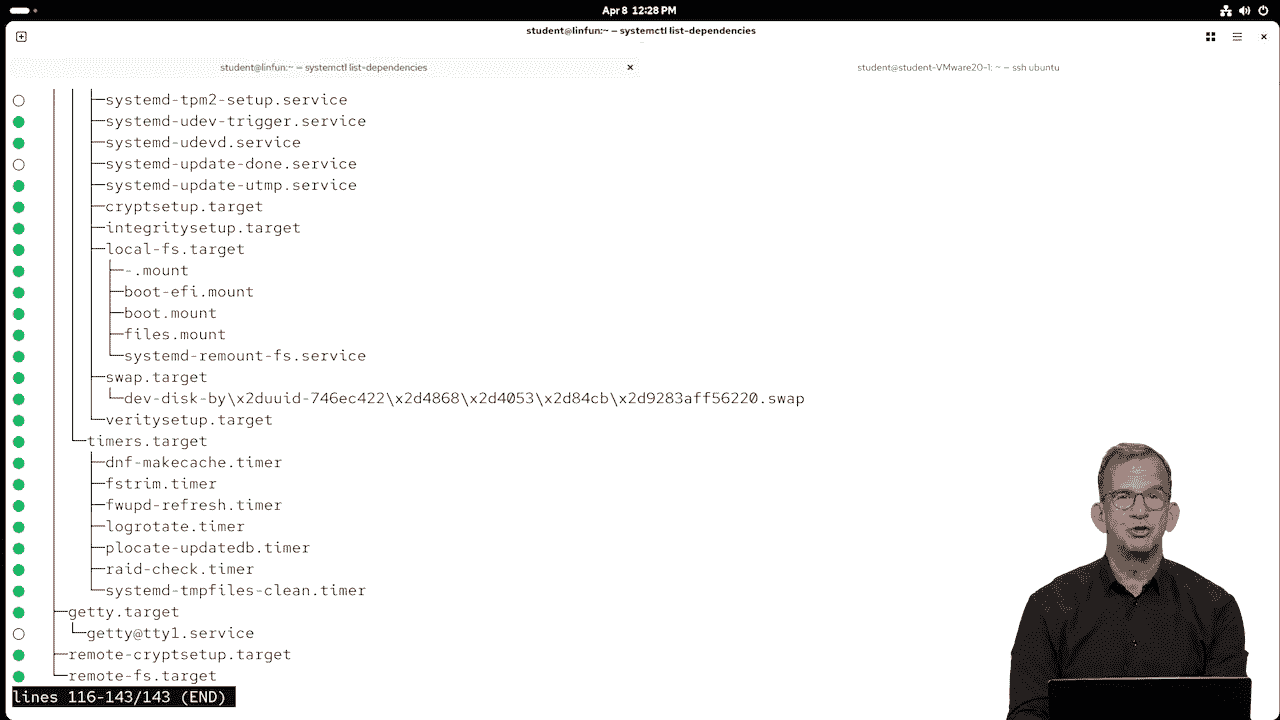 Apr 8 12:28 PM
student@linfun:~ — systemctl list-dependencies
student@linfun:~ — systemctl list-dependencies
student@student-VMware20-1: ~ — ssh ubuntu
systemd-tpm2-setup.service
systemd-udev-trigger.service
systemd-udevd.service
systemd-update-done.service
systemd-update-utmp.service
cryptsetup.target
integritysetup.target
local-fs.target
-.mount
boot-efi.mount
boot.mount
files.mount
systemd-remount-fs.service
swap.target
dev-disk-by\x2duuid-746ec422\x2d4868\x2d4053\x2d84cb\x2d9283aff56220.swap
veritysetup.target
timers.target
dnf-makecache.timer
fstrim.timer
fwupd-refresh.timer
logrotate.timer
plocate-updatedb.timer
raid-check.timer
systemd-tmpfiles-clean.timer
getty.target
getty@tty1.service
remote-cryptsetup.target
remote-fs.target
lines 116-143/143 (END)